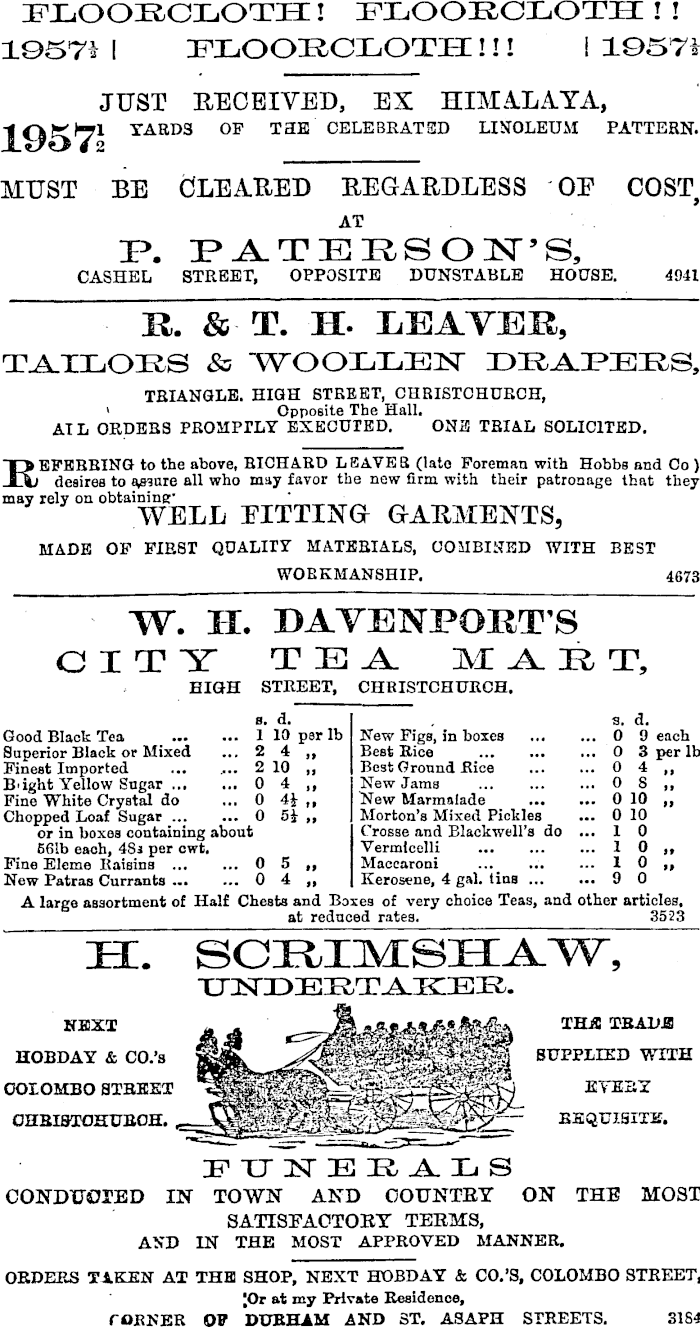 FLOORCLOTH! FLOORCLOTH!!
1957½ | FLOORCLOTH!!! | 1957½
JUST RECEIVED, EX HIMALAYA,
1957½ YARDS OF THE CELEBRATED LINOLEUM PATTERN.
MUST BE CLEARED REGARDLESS OF COST,
AT
P. PATERSON'S,
CASHEL STREET, OPPOSITE DUNSTABLE HOUSE. 4941
R. & T. H. LEAVER,
TAILORS & WOOLLEN DRAPERS,
TRIANGLE. HIGH STREET, CHRISTCHURCH,
Opposite The Hall.
ALL ORDERS PROMPTLY EXECUTED. ONE TRIAL SOLICITED.
REFERRING to the above, RICHARD LEAVER (late Foreman with Hobbs and Co)
desires to assure all who may favor the new firm with their patronage that they
may rely on obtaining
WELL FITTING GARMENTS,
MADE OF FIRST QUALITY MATERIALS, COMBINED WITH BEST
WORKMANSHIP. 4673
W. H. DAVENPORT'S
CITY TEA MART,
HIGH STREET, CHRISTCHURCH.
s. d.
Good Black Tea ... ... 1 10 per lb
Superior Black or Mixed ... 2 4 „
Finest Imported ... ... 2 10 „
Bright Yellow Sugar ... ... 0 4 „
Fine White Crystal do ... 0 4½ „
Chopped Loaf Sugar ... ... 0 5½ „
or in boxes containing about
56lb each, 48s per cwt.
Fine Eleme Raisins ... ... 0 5 „
New Patras Currants ... ... 0 4 „
s. d.
New Figs, in boxes ... ... 0 9 each
Best Rice ... ... ... 0 3 per lb
Best Ground Rice ... ... 0 4 „
New Jams ... ... ... 0 8 „
New Marmalade ... ... 0 10 „
Morton's Mixed Pickles ... 0 10
Crosse and Blackwell's do ... 1 0
Vermicelli ... ... ... 1 0 „
Maccaroni ... ... ... 1 0 „
Kerosene, 4 gal. tins ... ... 9 0
A large assortment of Half Chests and Boxes of very choice Teas, and other articles,
at reduced rates. 3523
H. SCRIMSHAW,
UNDERTAKER.
NEXT
HOBDAY & CO.'s
COLOMBO STREET
CHRISTCHURCH.
THE TRADE
SUPPLIED WITH
EVERY
REQUISITE.
FUNERALS
CONDUCTED IN TOWN AND COUNTRY ON THE MOST
SATISFACTORY TERMS,
AND IN THE MOST APPROVED MANNER.
ORDERS TAKEN AT THE SHOP, NEXT HOBDAY & CO.'S, COLOMBO STREET,
Or at my Private Residence,
CORNER OF DURHAM AND ST. ASAPH STREETS. 3184